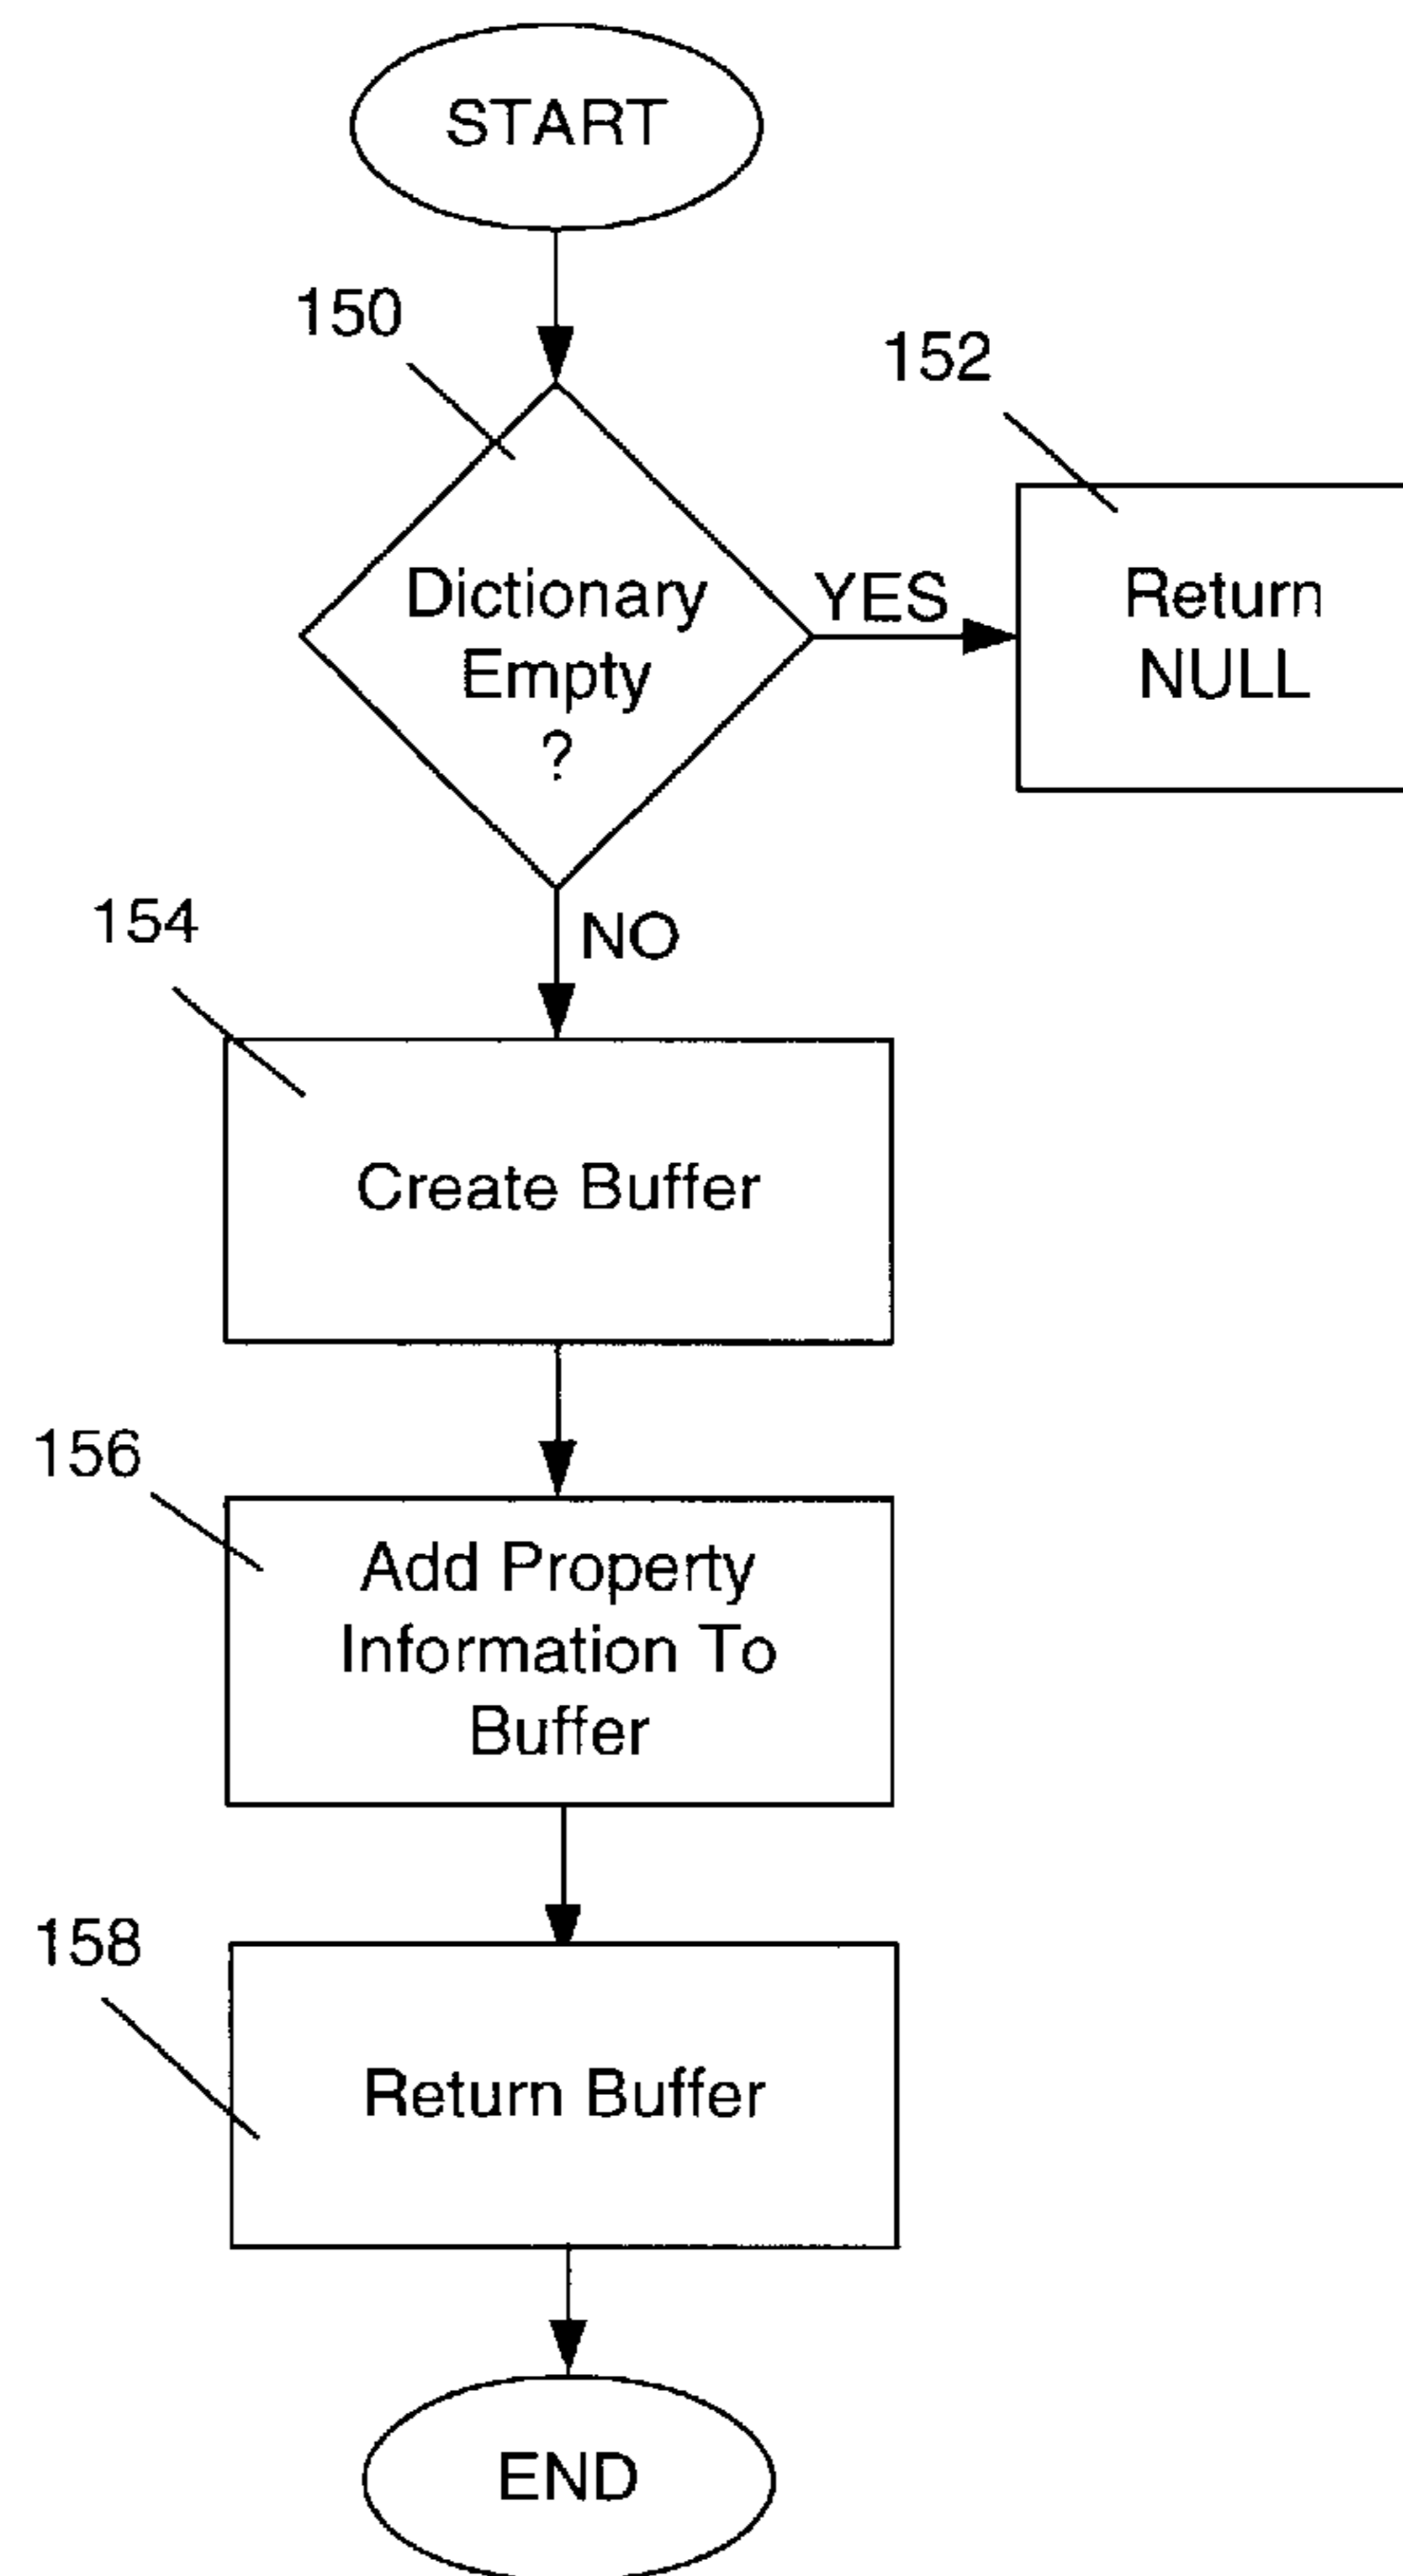 START
150
152
Dictionary
Empty
?
YES
Return
NULL
NO
154
Create Buffer
156
Add Property
Information To
Buffer
158
Return Buffer
END